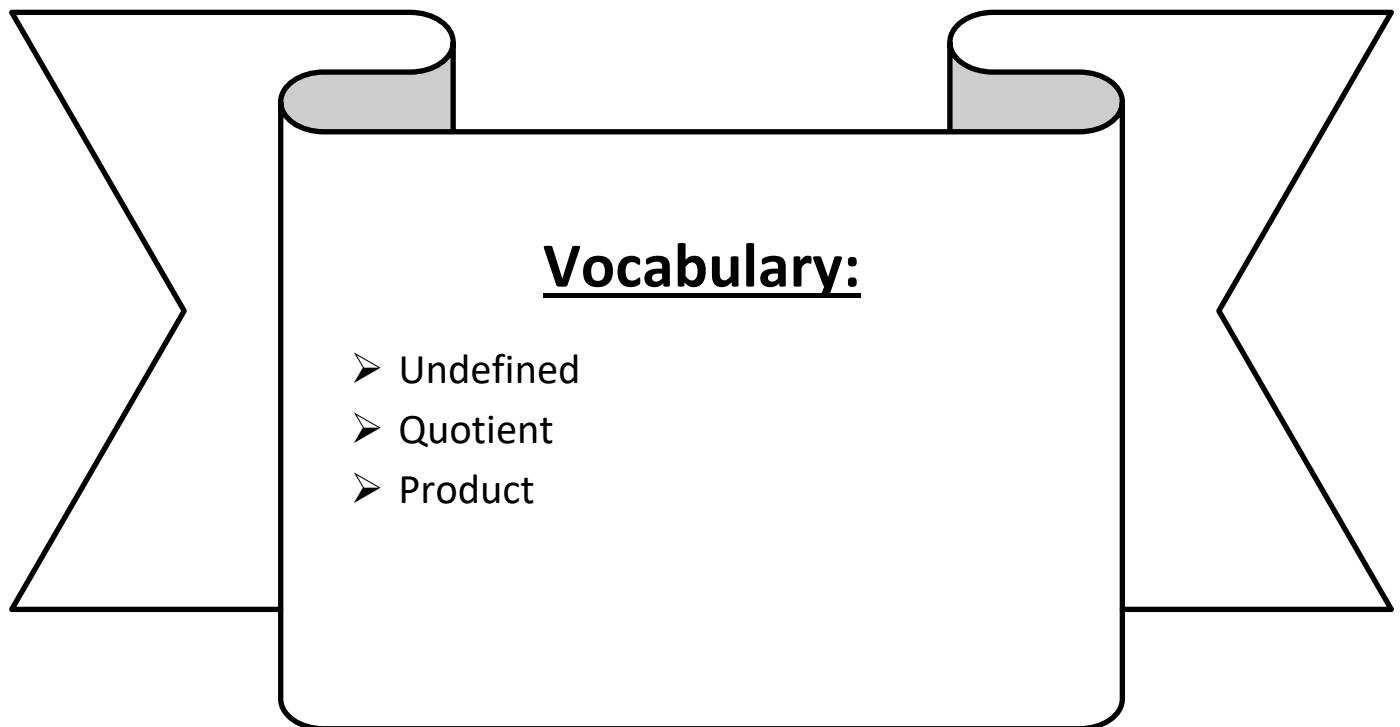 Vocabulary:
➢ Undefined
➢ Quotient
➢ Product